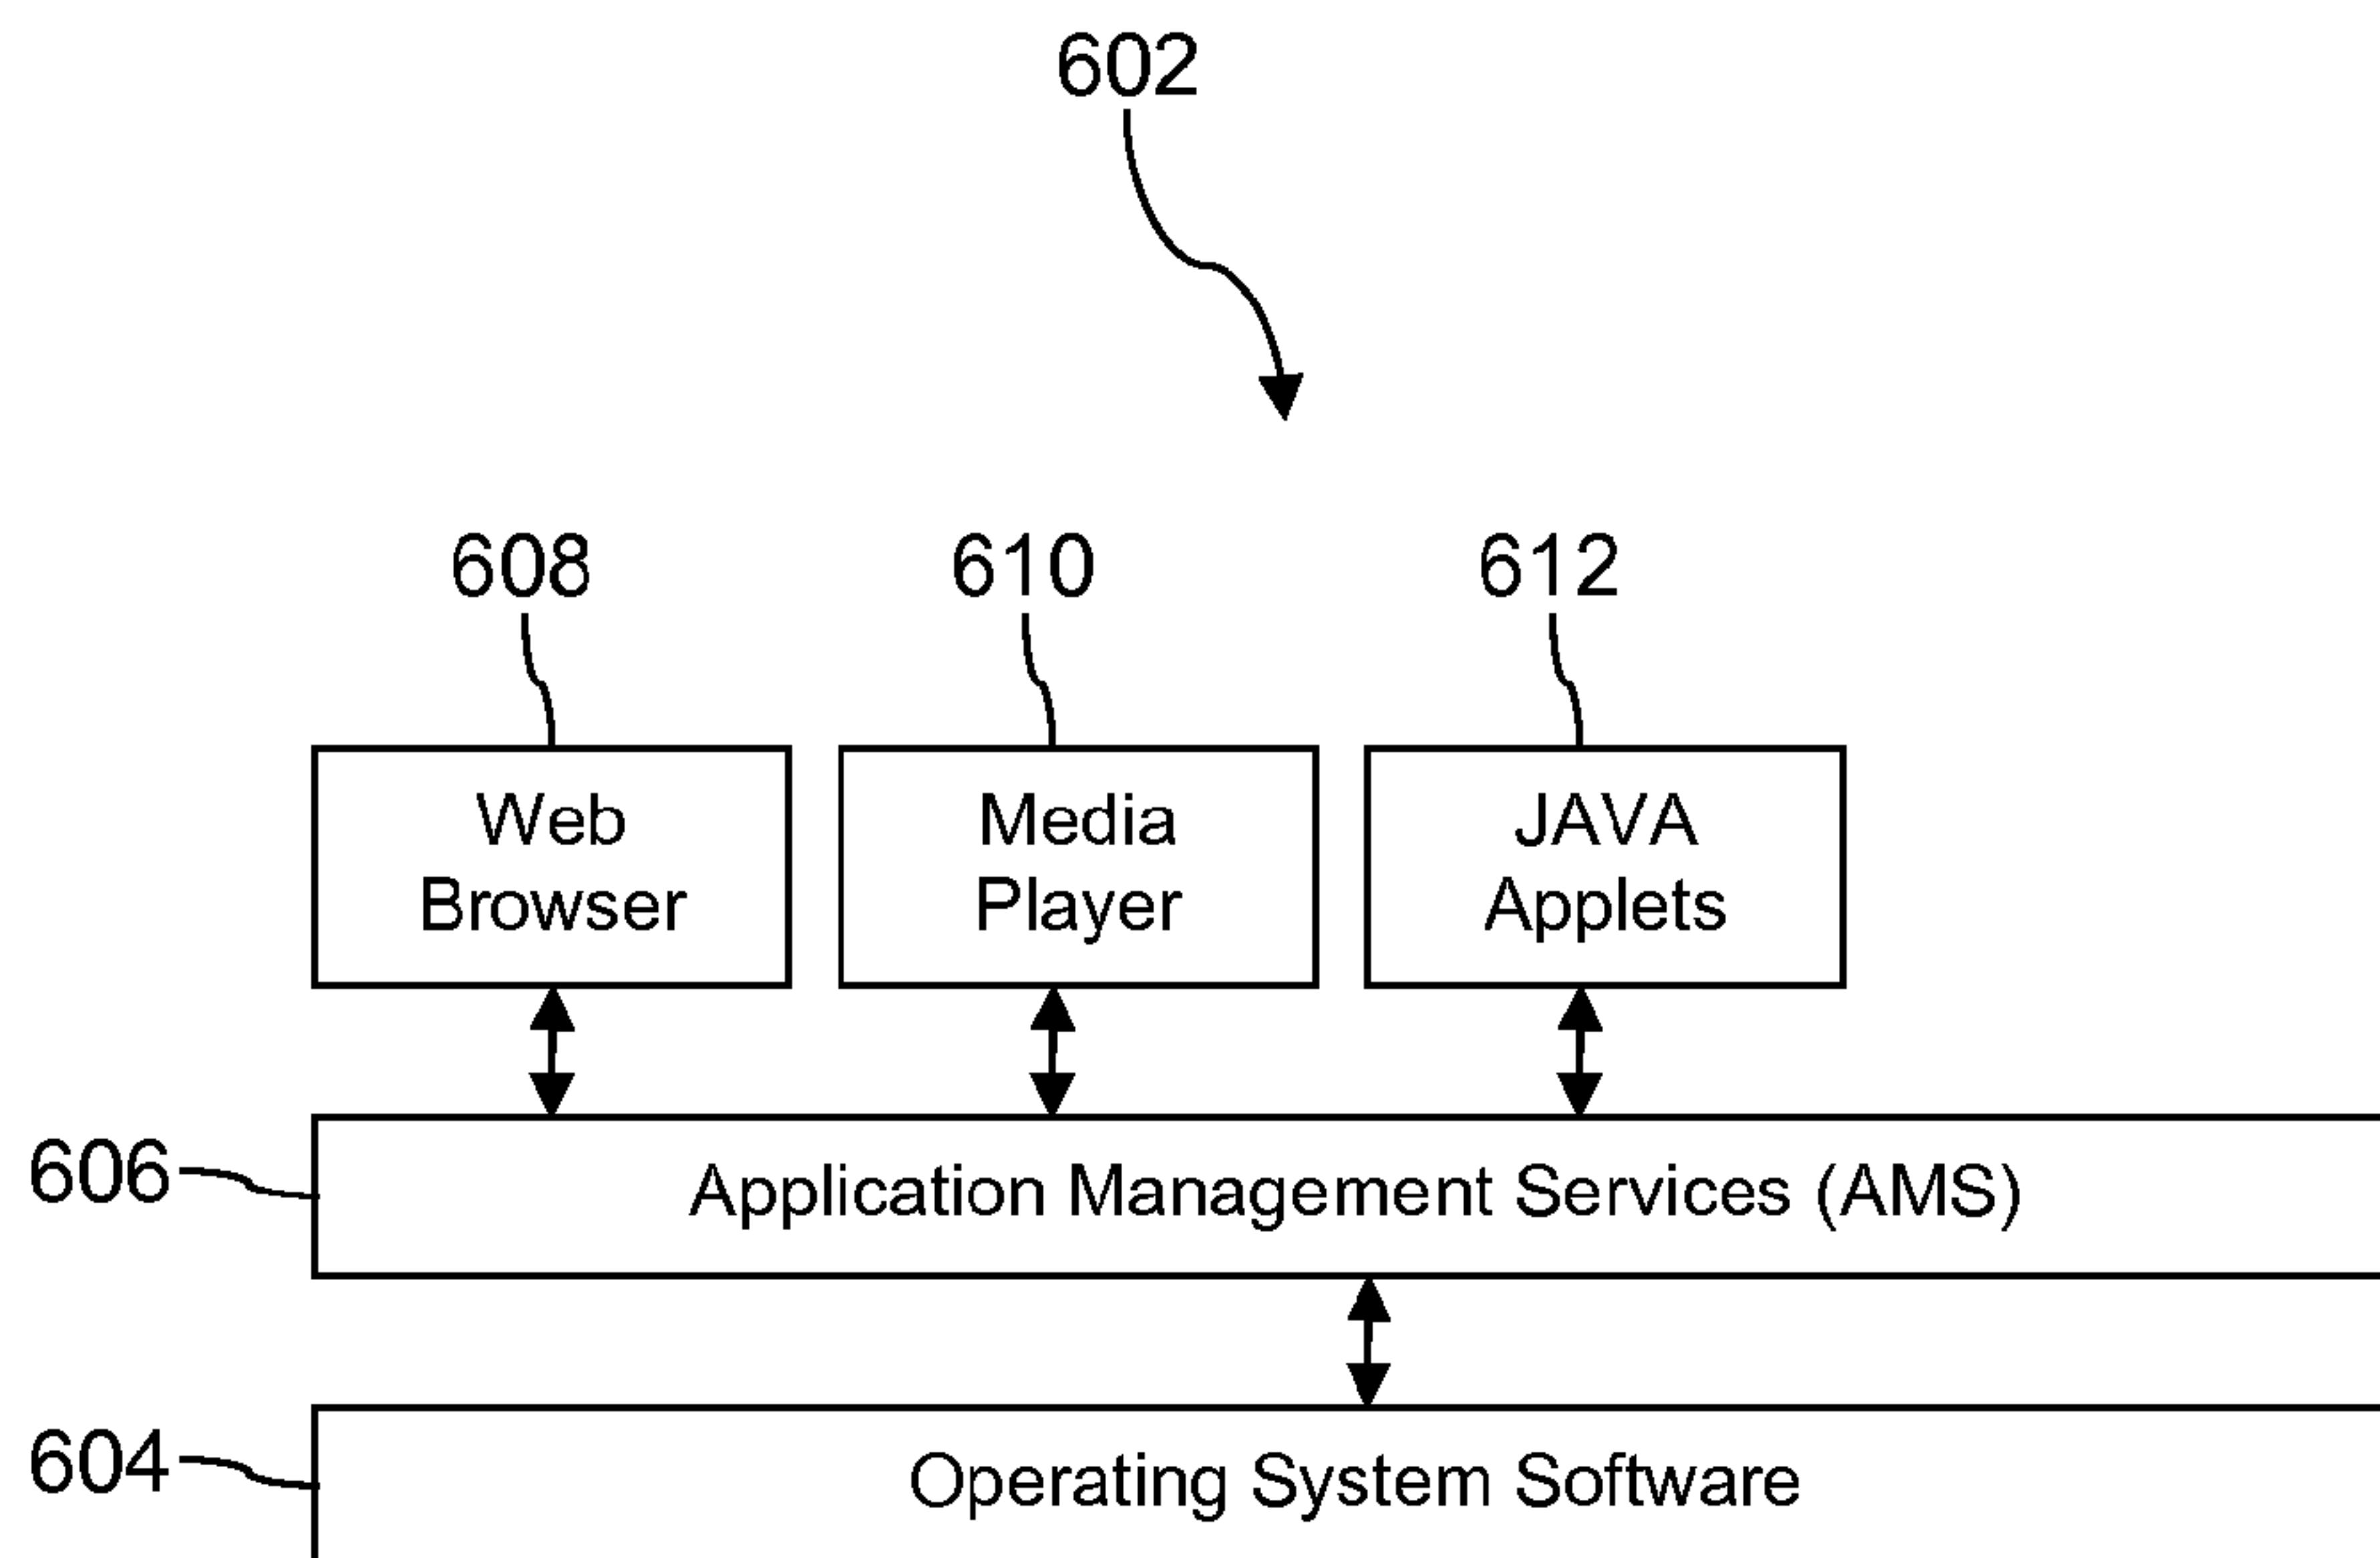 602
608
610
612
Web
Browser
Media
Player
JAVA
Applets
606
Application Management Services (AMS)
604
Operating System Software